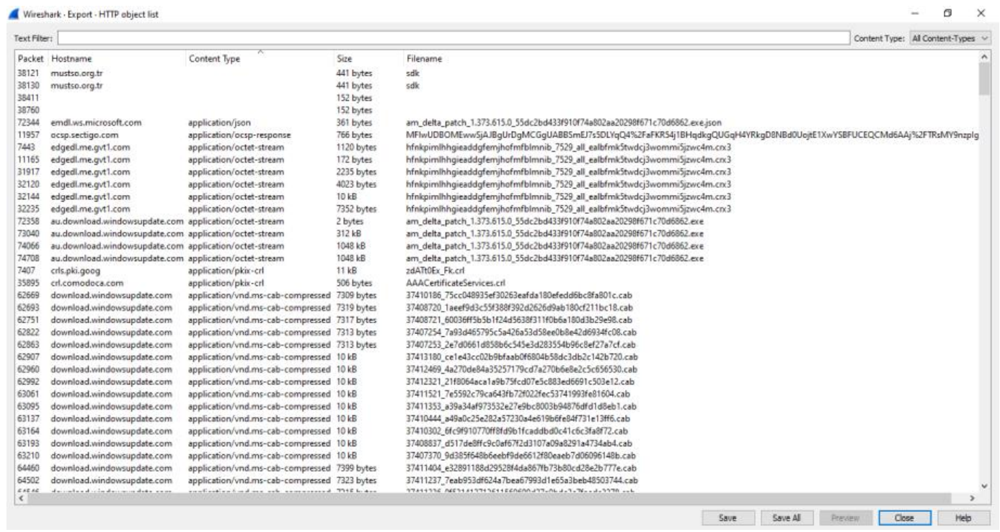 Wireshark · Export · HTTP object list
Text Filter: Content Type: All Content-Types
Packet Hostname Content Type Size Filename
38121 mustso.org.tr 441 bytes sdk
38130 mustso.org.tr 441 bytes sdk
38411 152 bytes
38760 152 bytes
72344 emdl.ws.microsoft.com application/json 361 bytes am_delta_patch_1.373.615.0_55dc2bd433f910f74a802aa20298f671c70d6862.exe.json
11957 ocsp.sectigo.com application/ocsp-response 766 bytes
7443 edgedl.me.gvt1.com application/octet-stream 1120 bytes hfnkpimlhhgieaddgfemjhofmfblmnib_7529_all_ealbfmk5twdcj3wommi5jzwc4m.crx3
11165 edgedl.me.gvt1.com application/octet-stream 172 bytes hfnkpimlhhgieaddgfemjhofmfblmnib_7529_all_ealbfmk5twdcj3wommi5jzwc4m.crx3
31917 edgedl.me.gvt1.com application/octet-stream 2235 bytes hfnkpimlhhgieaddgfemjhofmfblmnib_7529_all_ealbfmk5twdcj3wommi5jzwc4m.crx3
32120 edgedl.me.gvt1.com application/octet-stream 4023 bytes hfnkpimlhhgieaddgfemjhofmfblmnib_7529_all_ealbfmk5twdcj3wommi5jzwc4m.crx3
32144 edgedl.me.gvt1.com application/octet-stream 10 kB hfnkpimlhhgieaddgfemjhofmfblmnib_7529_all_ealbfmk5twdcj3wommi5jzwc4m.crx3
32235 edgedl.me.gvt1.com application/octet-stream 7352 bytes hfnkpimlhhgieaddgfemjhofmfblmnib_7529_all_ealbfmk5twdcj3wommi5jzwc4m.crx3
72358 au.download.windowsupdate.com application/octet-stream 2 bytes am_delta_patch_1.373.615.0_55dc2bd433f910f74a802aa20298f671c70d6862.exe
73040 au.download.windowsupdate.com application/octet-stream 312 kB am_delta_patch_1.373.615.0_55dc2bd433f910f74a802aa20298f671c70d6862.exe
74066 au.download.windowsupdate.com application/octet-stream 1048 kB am_delta_patch_1.373.615.0_55dc2bd433f910f74a802aa20298f671c70d6862.exe
74708 au.download.windowsupdate.com application/octet-stream 1048 kB am_delta_patch_1.373.615.0_55dc2bd433f910f74a802aa20298f671c70d6862.exe
7407 crls.pki.goog application/pkix-crl 11 kB zdATt0Ex_Fk.crl
35895 crl.comodoca.com application/pkix-crl 506 bytes AAACertificateServices.crl
62669 download.windowsupdate.com application/vnd.ms-cab-compressed 7309 bytes 37410186_75cc048935ef30263eafda180efedd6bc8fa801c.cab
62693 download.windowsupdate.com application/vnd.ms-cab-compressed 7319 bytes 37408720_1aeef9d3c55f388f392d2626d9ab180cf211bc18.cab
62751 download.windowsupdate.com application/vnd.ms-cab-compressed 7317 bytes 37408721_60036ff5b5b1f24d5638f311f0b6a180d3b29e98.cab
62822 download.windowsupdate.com application/vnd.ms-cab-compressed 7313 bytes 37407254_7a93d465795c5a426a53d58ee0b8e42d6934fc08.cab
62863 download.windowsupdate.com application/vnd.ms-cab-compressed 7313 bytes 37407253_2e7d0661d858b6c545e3d283554b96c8ef27a7cf.cab
62907 download.windowsupdate.com application/vnd.ms-cab-compressed 10 kB 37413180_ce1e43cc02b9bfaab0f6804b58dc3db2c142b720.cab
62960 download.windowsupdate.com application/vnd.ms-cab-compressed 10 kB 37412469_4a270de84a35257179cd7a270b6e8e2c5c656530.cab
62992 download.windowsupdate.com application/vnd.ms-cab-compressed 10 kB 37412321_21f8064aca1a9b75fcd07e5c883ed6691c503e12.cab
63061 download.windowsupdate.com application/vnd.ms-cab-compressed 10 kB 37411521_7e5592c79ca643fb72f022fec53741993fe81604.cab
63095 download.windowsupdate.com application/vnd.ms-cab-compressed 10 kB 37411353_a39a34af973532e27e9bc8003b94876dfd1d8eb1.cab
63137 download.windowsupdate.com application/vnd.ms-cab-compressed 10 kB 37410444_a49a0c25e282a57230a4e619b6fe84f731e13ff6.cab
63164 download.windowsupdate.com application/vnd.ms-cab-compressed 10 kB 37410302_6fc9f910770ff8fd9b1fcaddbd0c41c6c3fa8f72.cab
63193 download.windowsupdate.com application/vnd.ms-cab-compressed 10 kB 37408837_d517de8ffc9c0af67f2d3107a09a8291a4734ab4.cab
63210 download.windowsupdate.com application/vnd.ms-cab-compressed 10 kB 37407370_9d385f648b6eebf9de6612f80eaeb7d06096148b.cab
64460 download.windowsupdate.com application/vnd.ms-cab-compressed 7399 bytes 37411404_e32891188d29528f4da867fb73b80cd28e2b777e.cab
64502 download.windowsupdate.com application/vnd.ms-cab-compressed 7323 bytes 37411237_7eab953df624a7bea67993d1e65a3beb48503744.cab
Save Save All Preview Close Help